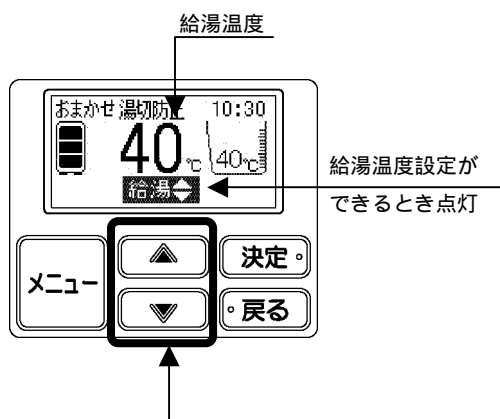 給湯温度
おまかせ 湯切防止 10:30
40℃
40℃
給湯
給湯温度設定が
できるとき点灯
メニュー
決定
戻る